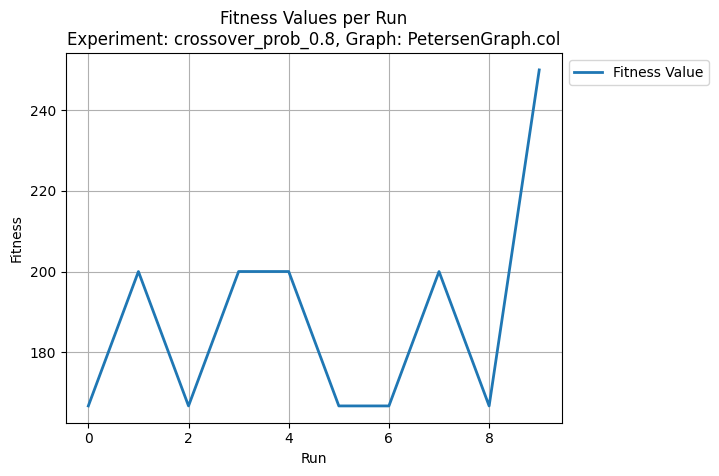 Fitness Values per Run
Experiment: crossover_prob_0.8, Graph: PetersenGraph.col
Fitness Value
240
220
200
180
Fitness
0 2 4 6 8
Run